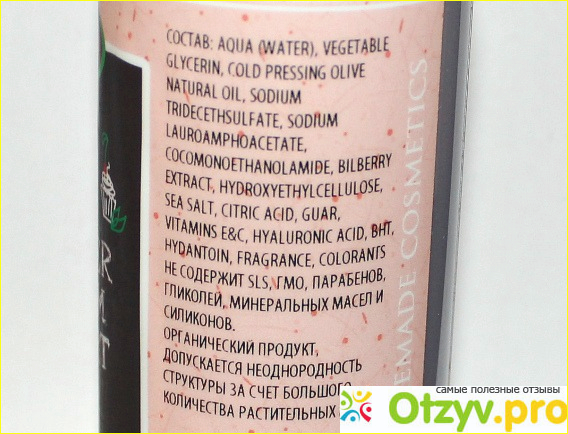 СОСТАВ: AQUA (WATER), VEGETABLE
GLYCERIN, COLD PRESSING OLIVE
NATURAL OIL, SODIUM
TRIDECETHSULFATE, SODIUM
LAUROAMPHOACETATE,
COCOMONOETHANOLAMIDE, BILBERRY
EXTRACT, HYDROXYETHYLCELLULOSE,
SEA SALT, CITRIC ACID, GUAR,
VITAMINS E&C, HYALURONIC ACID, BHT,
HYDANTOIN, FRAGRANCE, COLORANTS
НЕ СОДЕРЖИТ SLS, ГМО, ПАРАБЕНОВ,
ГЛИКОЛЕЙ, МИНЕРАЛЬНЫХ МАСЕЛ И
СИЛИКОНОВ.
ОРГАНИЧЕСКИЙ ПРОДУКТ,
ДОПУСКАЕТСЯ НЕОДНОРОДНОСТЬ
СТРУКТУРЫ ЗА СЧЕТ БОЛЬШОГО
КОЛИЧЕСТВА РАСТИТЕЛЬНЫХ
EMADE COSMETICS
самые полезные отзывы
Otzyv.pro